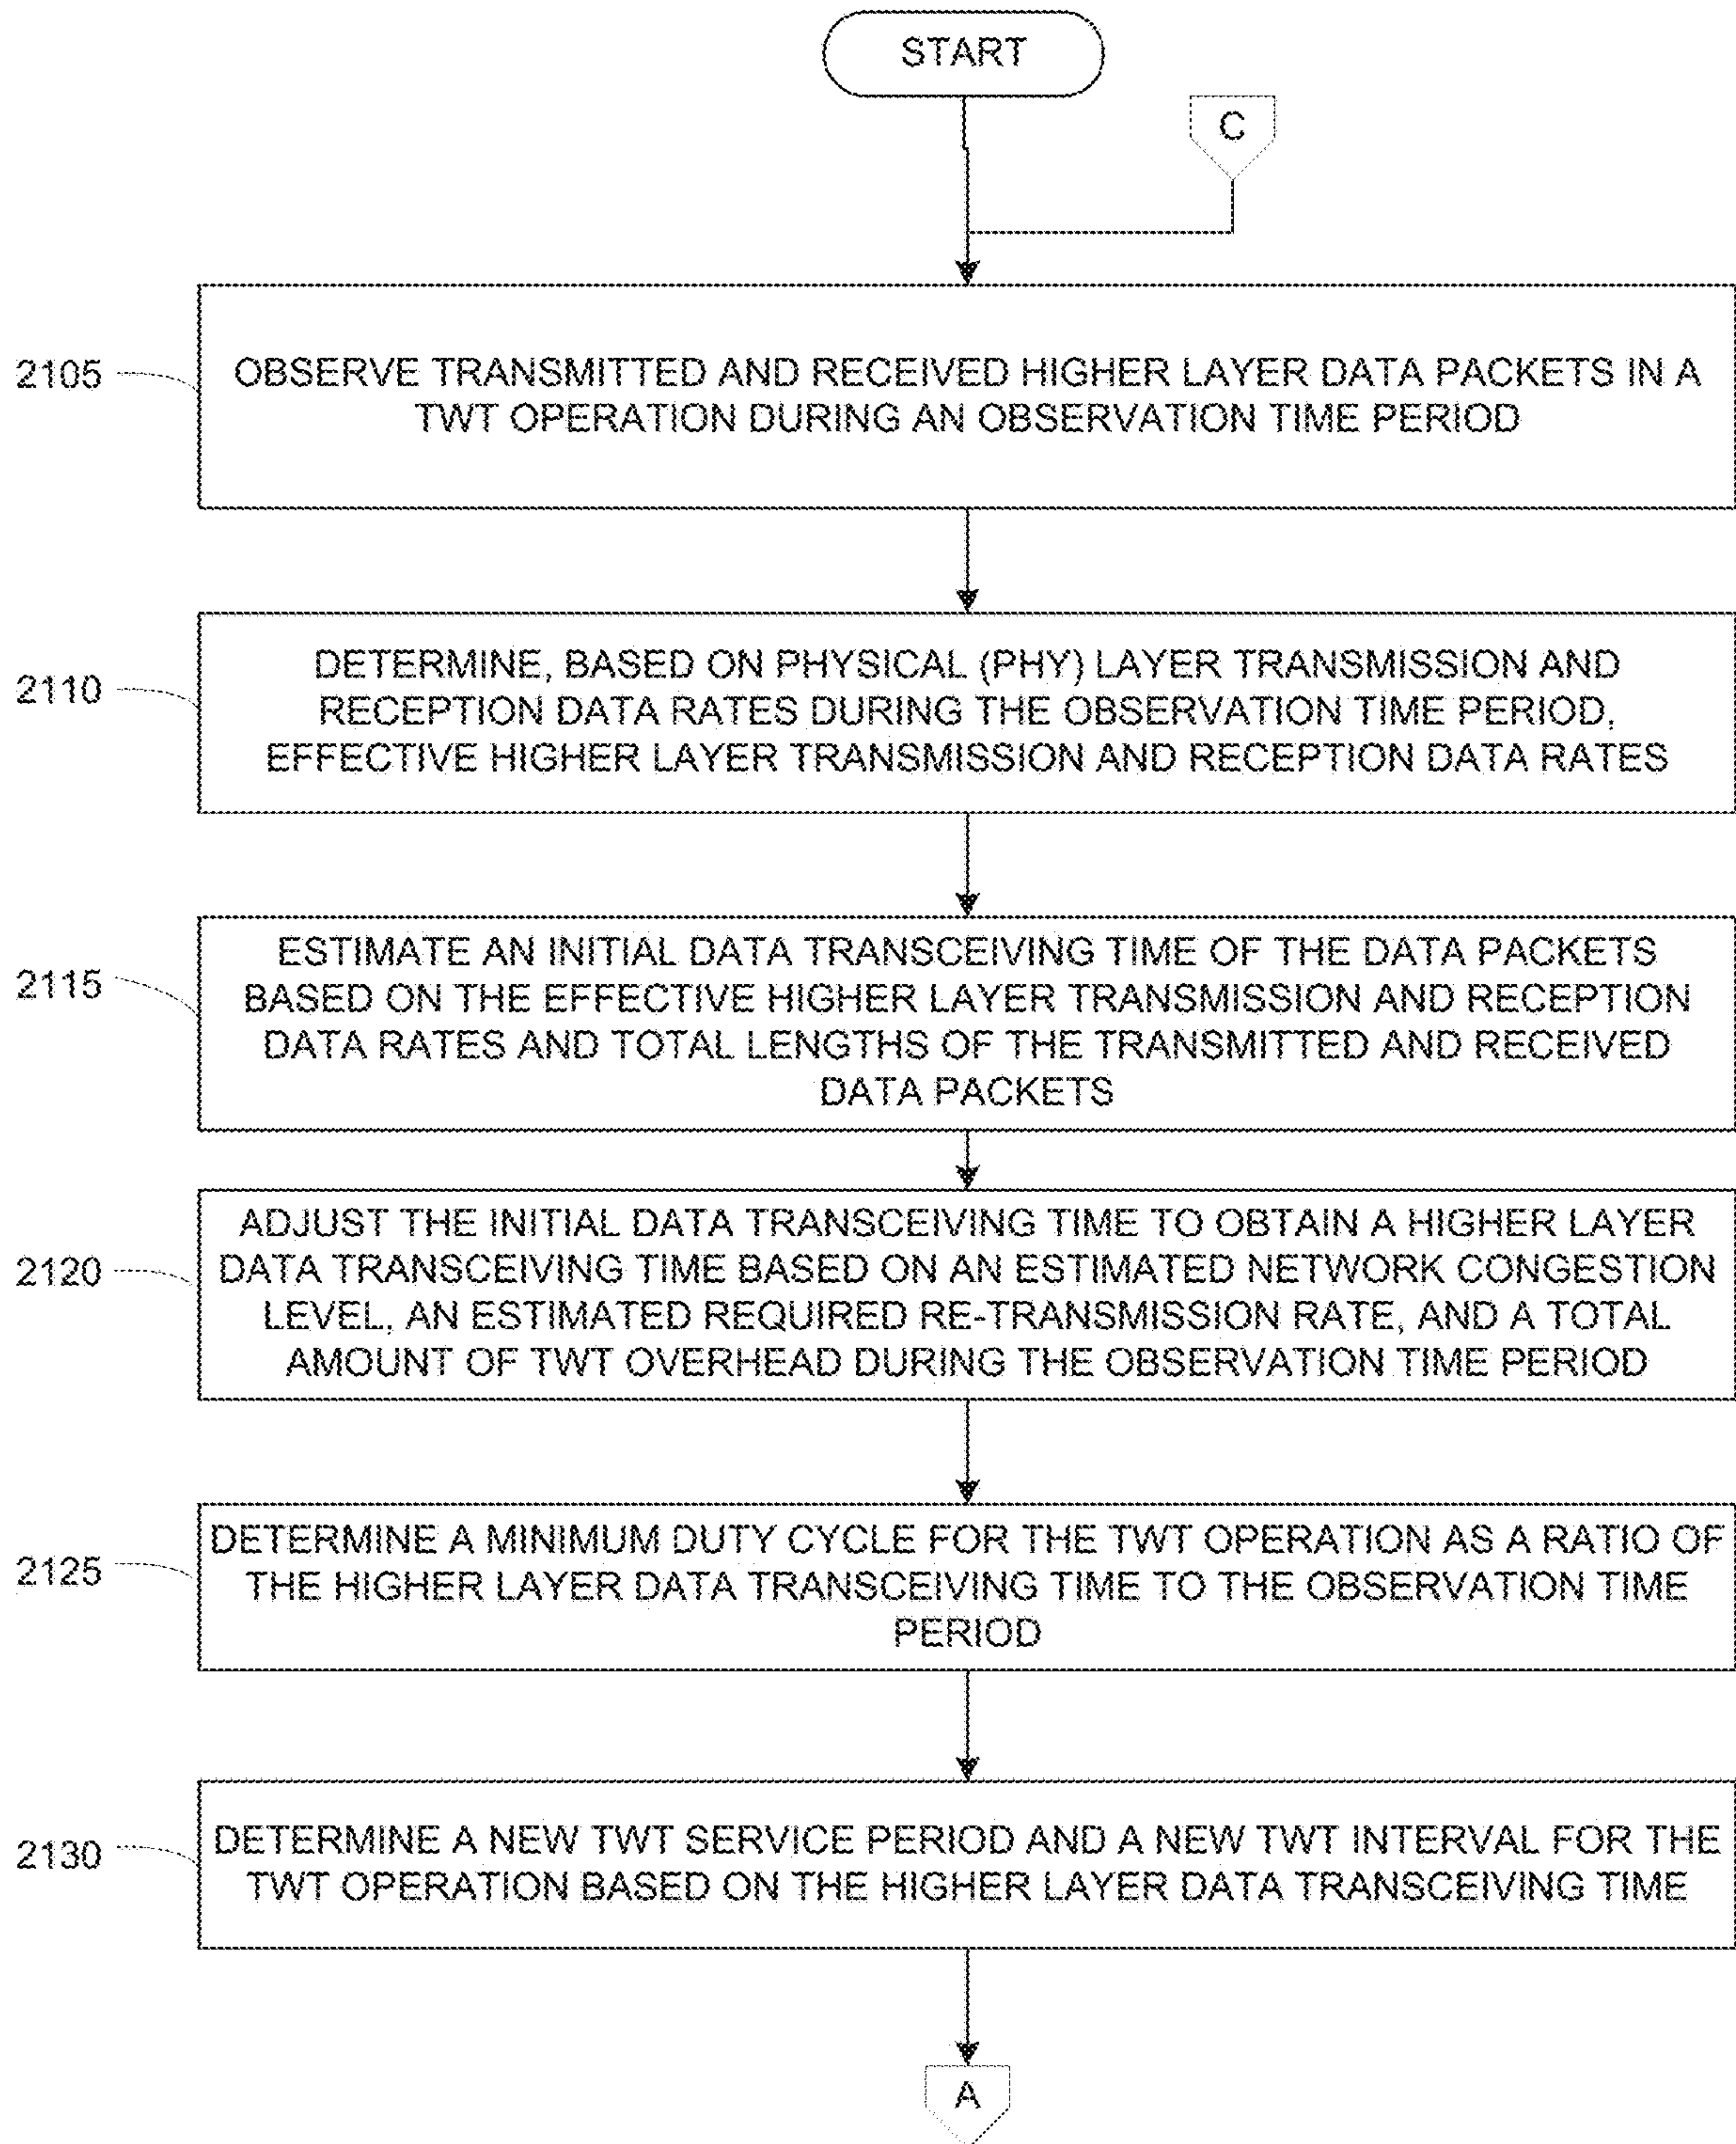 START
C
2105
OBSERVE TRANSMITTED AND RECEIVED HIGHER LAYER DATA PACKETS IN A
TWT OPERATION DURING AN OBSERVATION TIME PERIOD
2110
DETERMINE, BASED ON PHYSICAL (PHY) LAYER TRANSMISSION AND
RECEPTION DATA RATES DURING THE OBSERVATION TIME PERIOD,
EFFECTIVE HIGHER LAYER TRANSMISSION AND RECEPTION DATA RATES
2115
ESTIMATE AN INITIAL DATA TRANSCEIVING TIME OF THE DATA PACKETS
BASED ON THE EFFECTIVE HIGHER LAYER TRANSMISSION AND RECEPTION
DATA RATES AND TOTAL LENGTHS OF THE TRANSMITTED AND RECEIVED
DATA PACKETS
2120
ADJUST THE INITIAL DATA TRANSCEIVING TIME TO OBTAIN A HIGHER LAYER
DATA TRANSCEIVING TIME BASED ON AN ESTIMATED NETWORK CONGESTION
LEVEL, AN ESTIMATED REQUIRED RE-TRANSMISSION RATE, AND A TOTAL
AMOUNT OF TWT OVERHEAD DURING THE OBSERVATION TIME PERIOD
2125
DETERMINE A MINIMUM DUTY CYCLE FOR THE TWT OPERATION AS A RATIO OF
THE HIGHER LAYER DATA TRANSCEIVING TIME TO THE OBSERVATION TIME
PERIOD
2130
DETERMINE A NEW TWT SERVICE PERIOD AND A NEW TWT INTERVAL FOR THE
TWT OPERATION BASED ON THE HIGHER LAYER DATA TRANSCEIVING TIME
A